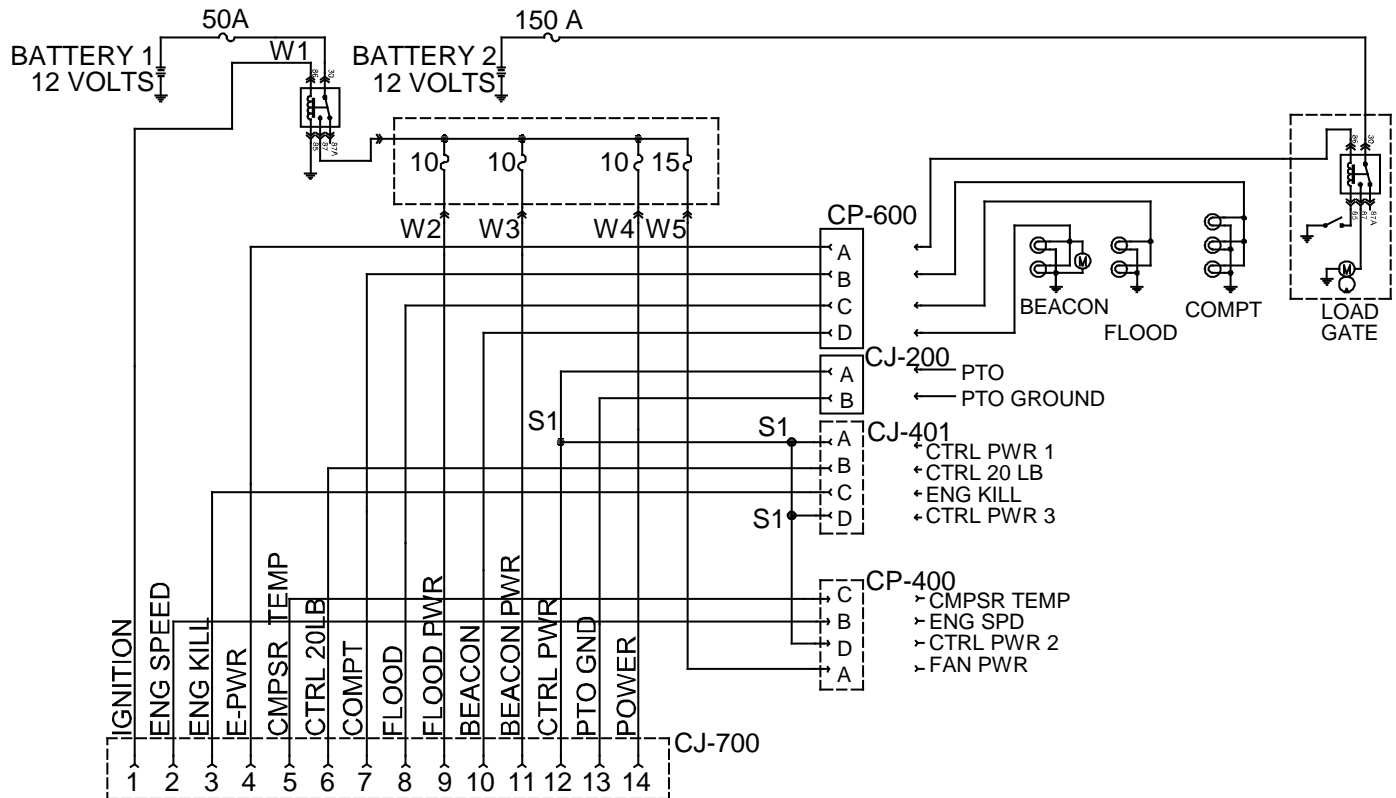 50A
150 A
BATTERY 1
12 VOLTS
W1
BATTERY 2
12 VOLTS
86
30
85
87
87A
86
30
85
87
87A
10
10
10
15
W2
W3
W4
W5
CP-600
A
B
C
D
M
BEACON
FLOOD
COMPT
M
LOAD
GATE
CJ-200
A
B
PTO
PTO GROUND
S1
S1
S1
CJ-401
A
B
C
D
CTRL PWR 1
CTRL 20 LB
ENG KILL
CTRL PWR 3
CP-400
C
B
D
A
CMPSR TEMP
ENG SPD
CTRL PWR 2
FAN PWR
IGNITION
ENG SPEED
ENG KILL
E-PWR
CMPSR TEMP
CTRL 20LB
COMPT
FLOOD
FLOOD PWR
BEACON
BEACON PWR
CTRL PWR
PTO GND
POWER
CJ-700
1 2 3 4 5 6 7 8 9 10 11 12 13 14